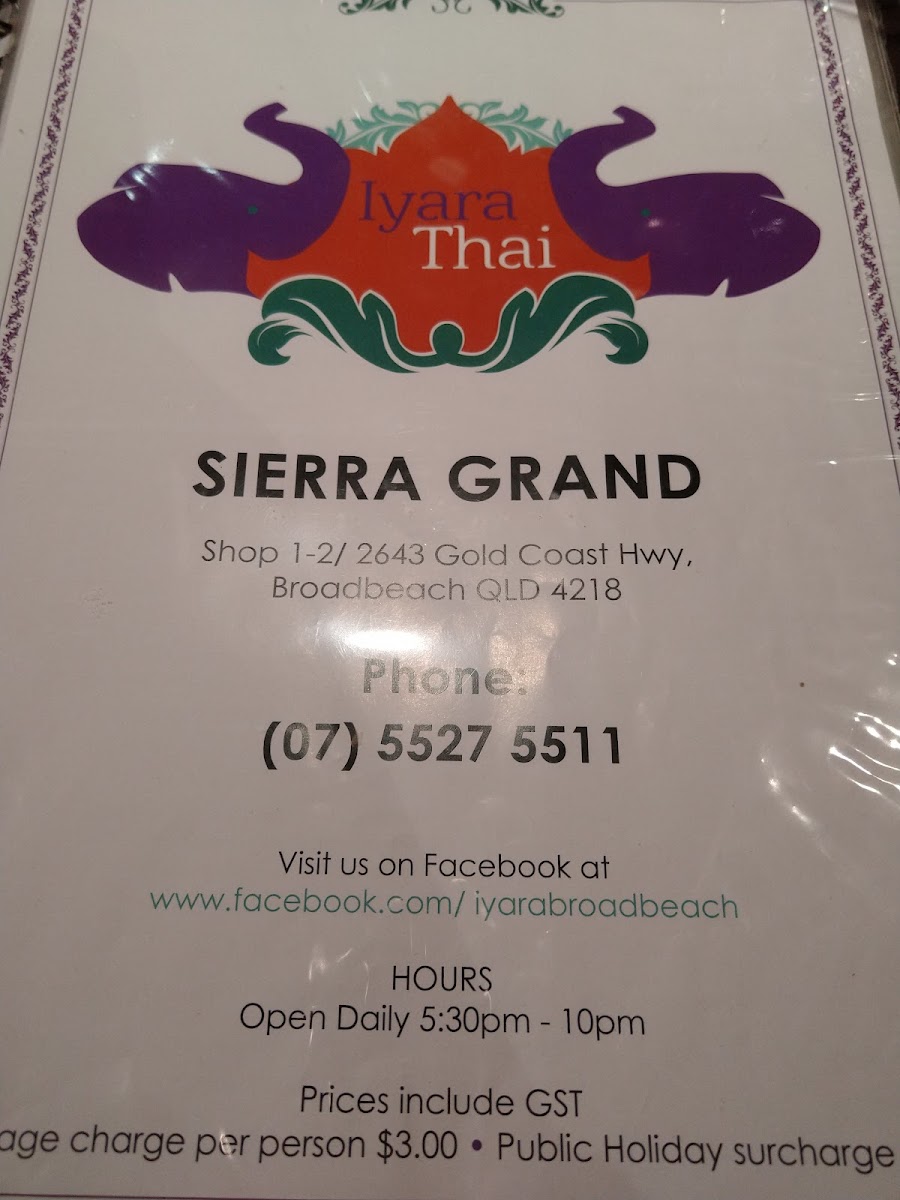 Iyara
Thai
SIERRA GRAND
Shop 1-2/ 2643 Gold Coast Hwy,
Broadbeach QLD 4218
Phone:
(07) 5527 5511
Visit us on Facebook at
www.facebook.com/ iyarabroadbeach
HOURS
Open Daily 5:30pm - 10pm
Prices include GST
age charge per person $3.00 • Public Holiday surcharge